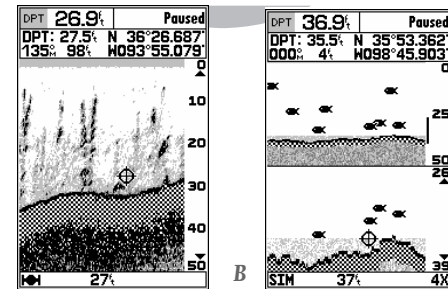 DPT 26.9ft Paused
DPT: 27.5ft N 36°26.687'
135°M 98ft W093°55.079'
0
10
20
30
40
50
27ft
B
DPT 36.9ft Paused
DPT: 35.5ft N 35°53.362'
000°M 4ft W098°45.903'
0
25
50
26
39
SIM 37ft 4X